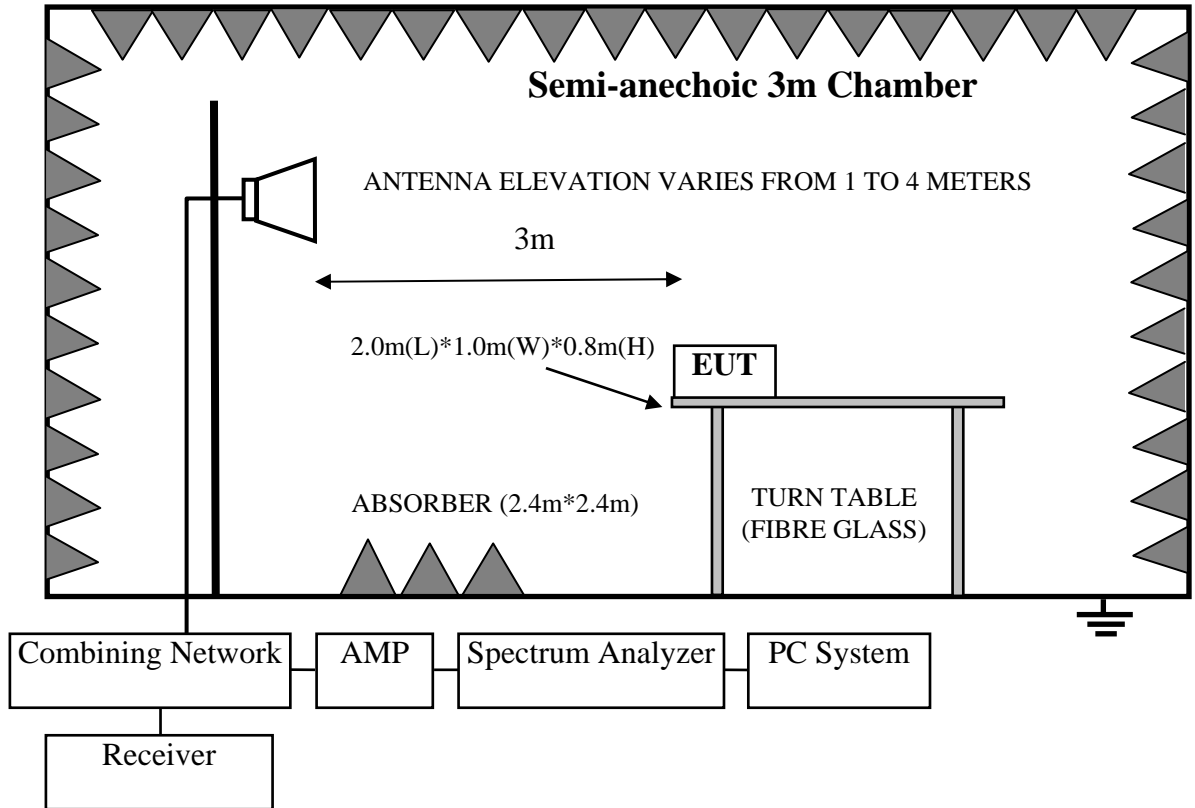 Semi-anechoic 3m Chamber
ANTENNA ELEVATION VARIES FROM 1 TO 4 METERS
3m
2.0m(L)*1.0m(W)*0.8m(H)
EUT
ABSORBER (2.4m*2.4m)
TURN TABLE
(FIBRE GLASS)
Combining Network
AMP
Spectrum Analyzer
PC System
Receiver